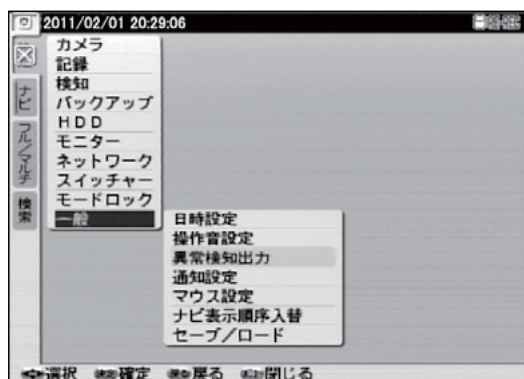 2011/02/01 20:29:06
カメラ
記録
検知
バックアップ
HDD
モニター
ネットワーク
スイッチャー
モードロック
一般
日時設定
操作音設定
異常検知出力
通知設定
マウス設定
ナビ表示順序入替
セーブ/ロード
ナビ
フル/マルチ
検索
選択 確定 戻る 閉じる